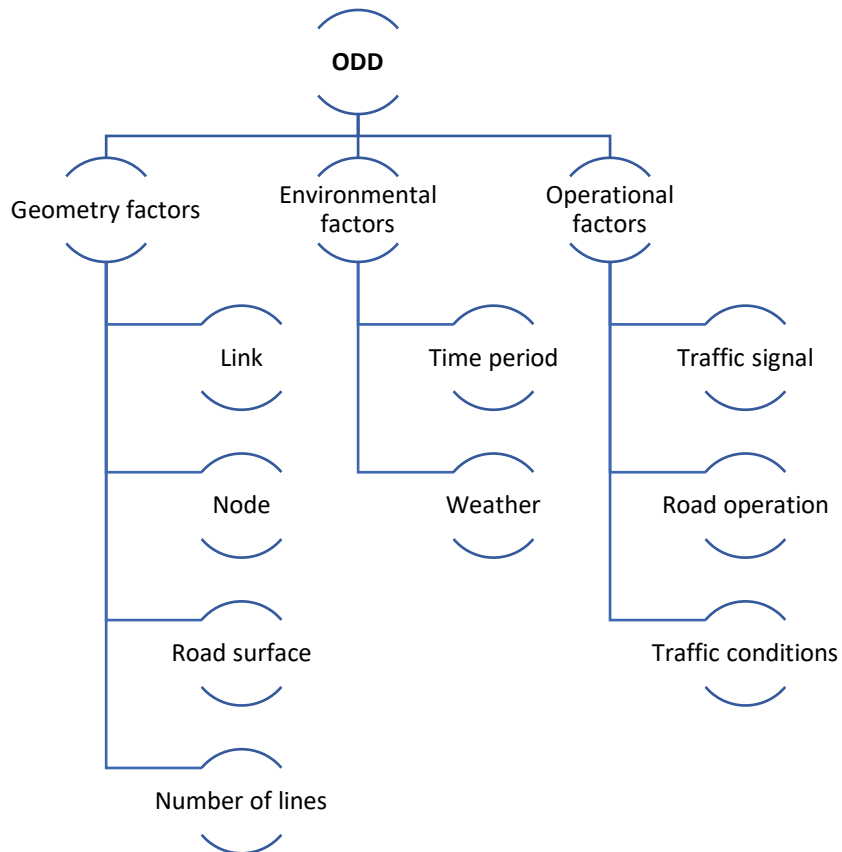 ODD
Geometry factors
Environmental
factors
Operational
factors
Link
Time period
Traffic signal
Node
Weather
Road operation
Road surface
Traffic conditions
Number of lines